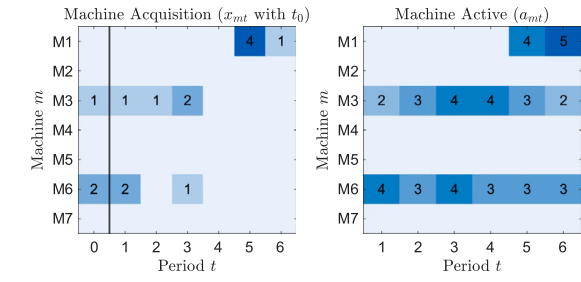 Machine Acquisition (x_mt with t_0)
Machine Active (a_mt)
Machine m
M1 4 1
M2
M3 1 1 1 2
M4
M5
M6 2 2 1
M7
0 1 2 3 4 5 6
Period t
Machine m
M1 4 5
M2
M3 2 3 4 4 3 2
M4
M5
M6 4 3 4 3 3 3
M7
1 2 3 4 5 6
Period t